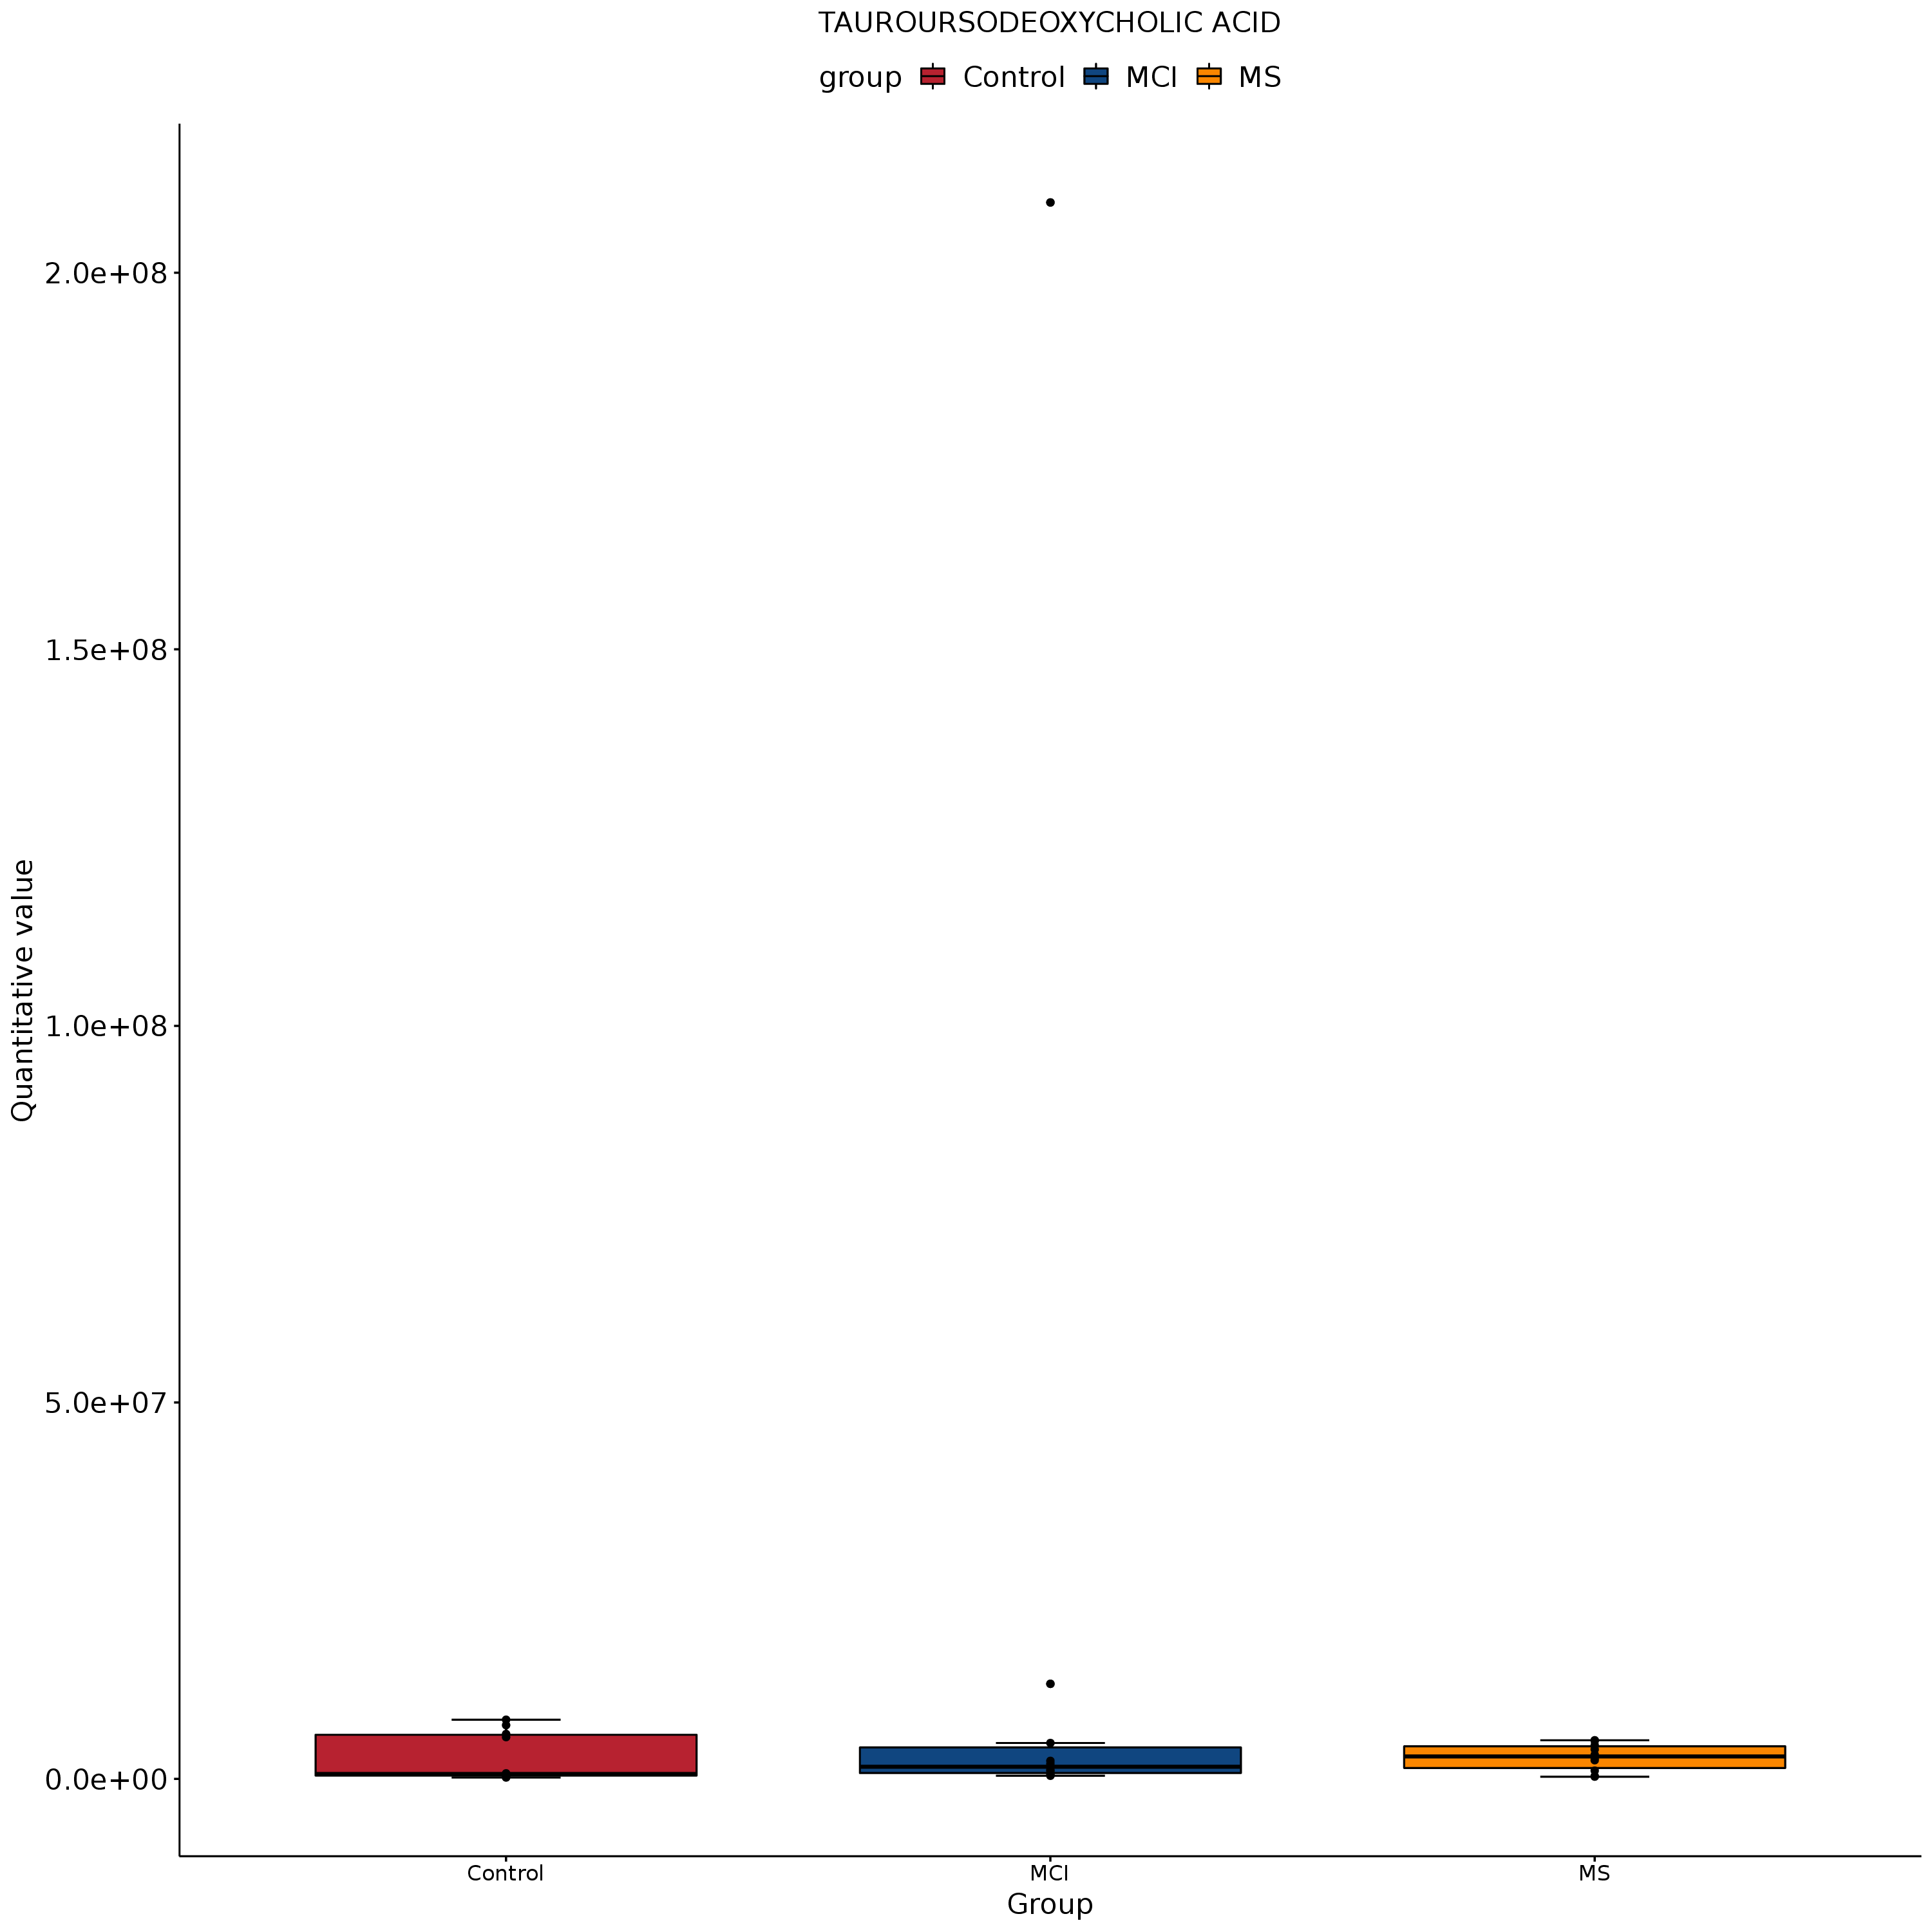 TAUROURSODEOXYCHOLIC ACID
group Control MCI MS
Quantitative value
2.0e+08
1.5e+08
1.0e+08
5.0e+07
0.0e+00
Control MCI MS
Group